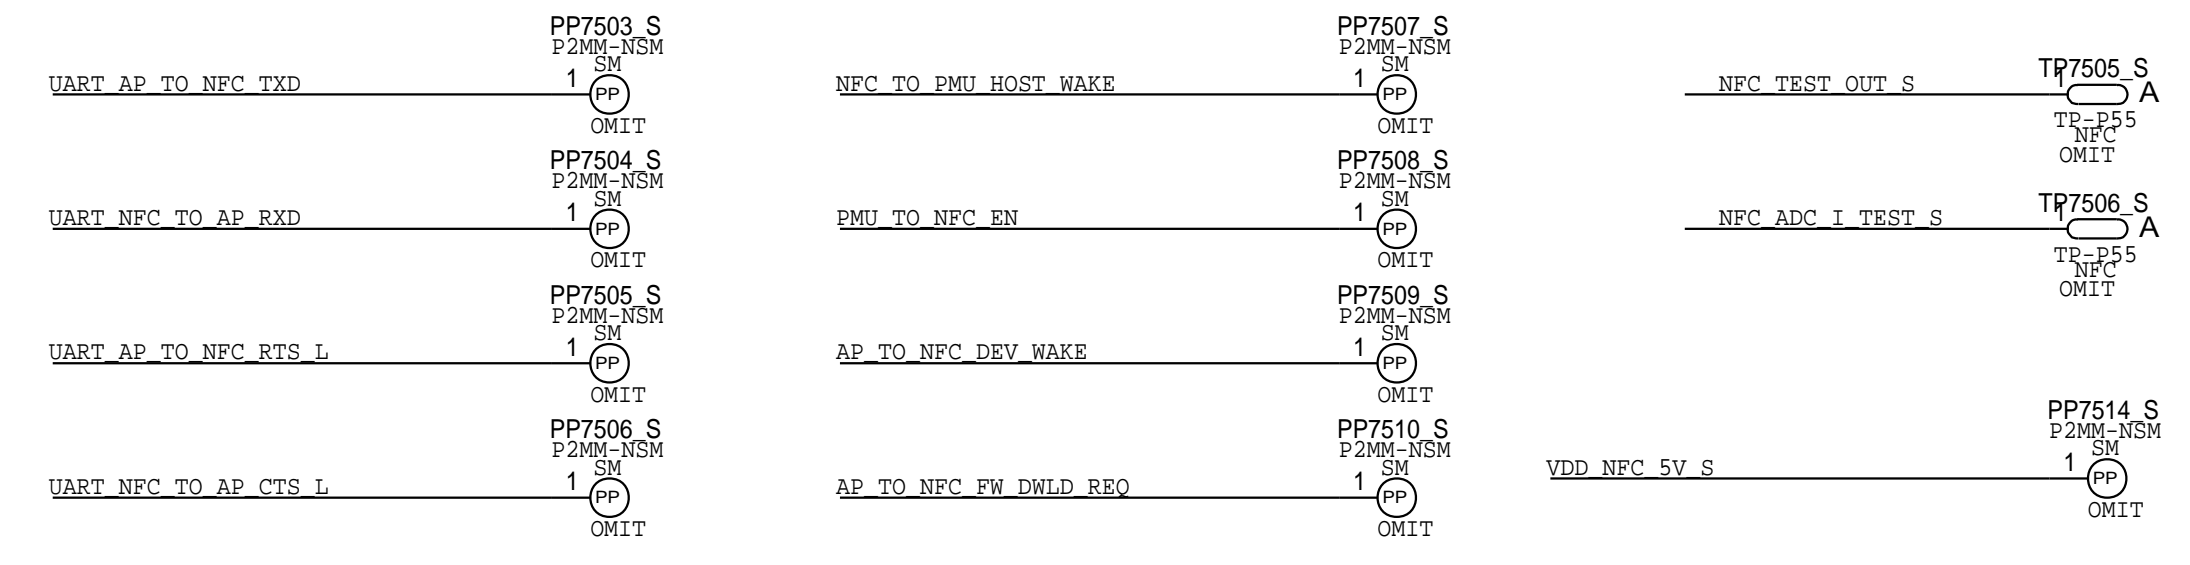 PP7503_S
P2MM-NSM
SM
UART_AP_TO_NFC_TXD
1
PP
OMIT
PP7504_S
P2MM-NSM
SM
UART_NFC_TO_AP_RXD
1
PP
OMIT
PP7505_S
P2MM-NSM
SM
UART_AP_TO_NFC_RTS_L
1
PP
OMIT
PP7506_S
P2MM-NSM
SM
UART_NFC_TO_AP_CTS_L
1
PP
OMIT
PP7507_S
P2MM-NSM
SM
NFC_TO_PMU_HOST_WAKE
1
PP
OMIT
PP7508_S
P2MM-NSM
SM
PMU_TO_NFC_EN
1
PP
OMIT
PP7509_S
P2MM-NSM
SM
AP_TO_NFC_DEV_WAKE
1
PP
OMIT
PP7510_S
P2MM-NSM
SM
AP_TO_NFC_FW_DWLD_REQ
1
PP
OMIT
TP7505_S
NFC_TEST_OUT_S
1
A
TP-P55
NFC
OMIT
TP7506_S
NFC_ADC_I_TEST_S
1
A
TP-P55
NFC
OMIT
PP7514_S
P2MM-NSM
SM
VDD_NFC_5V_S
1
PP
OMIT